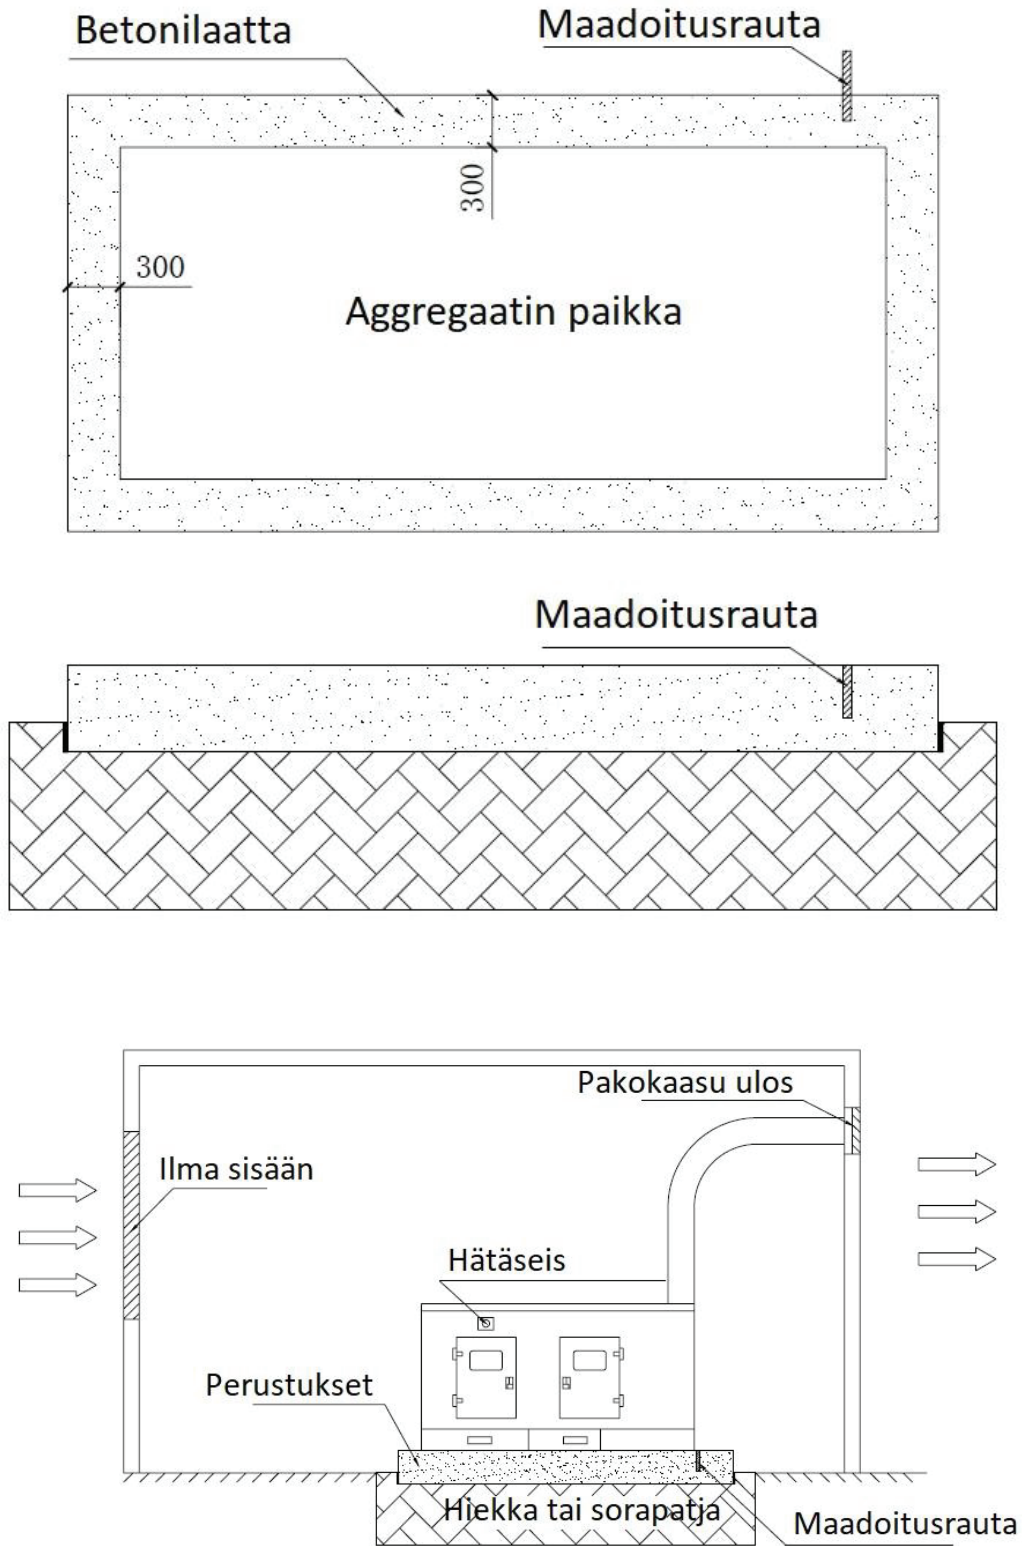 Betonilaatta
Maadoitusrauta
300
300
Aggregaatin paikka
Maadoitusrauta
Pakokaasu ulos
Ilma sisään
Hätäseis
Perustukset
Hiekka tai sorapatja
Maadoitusrauta